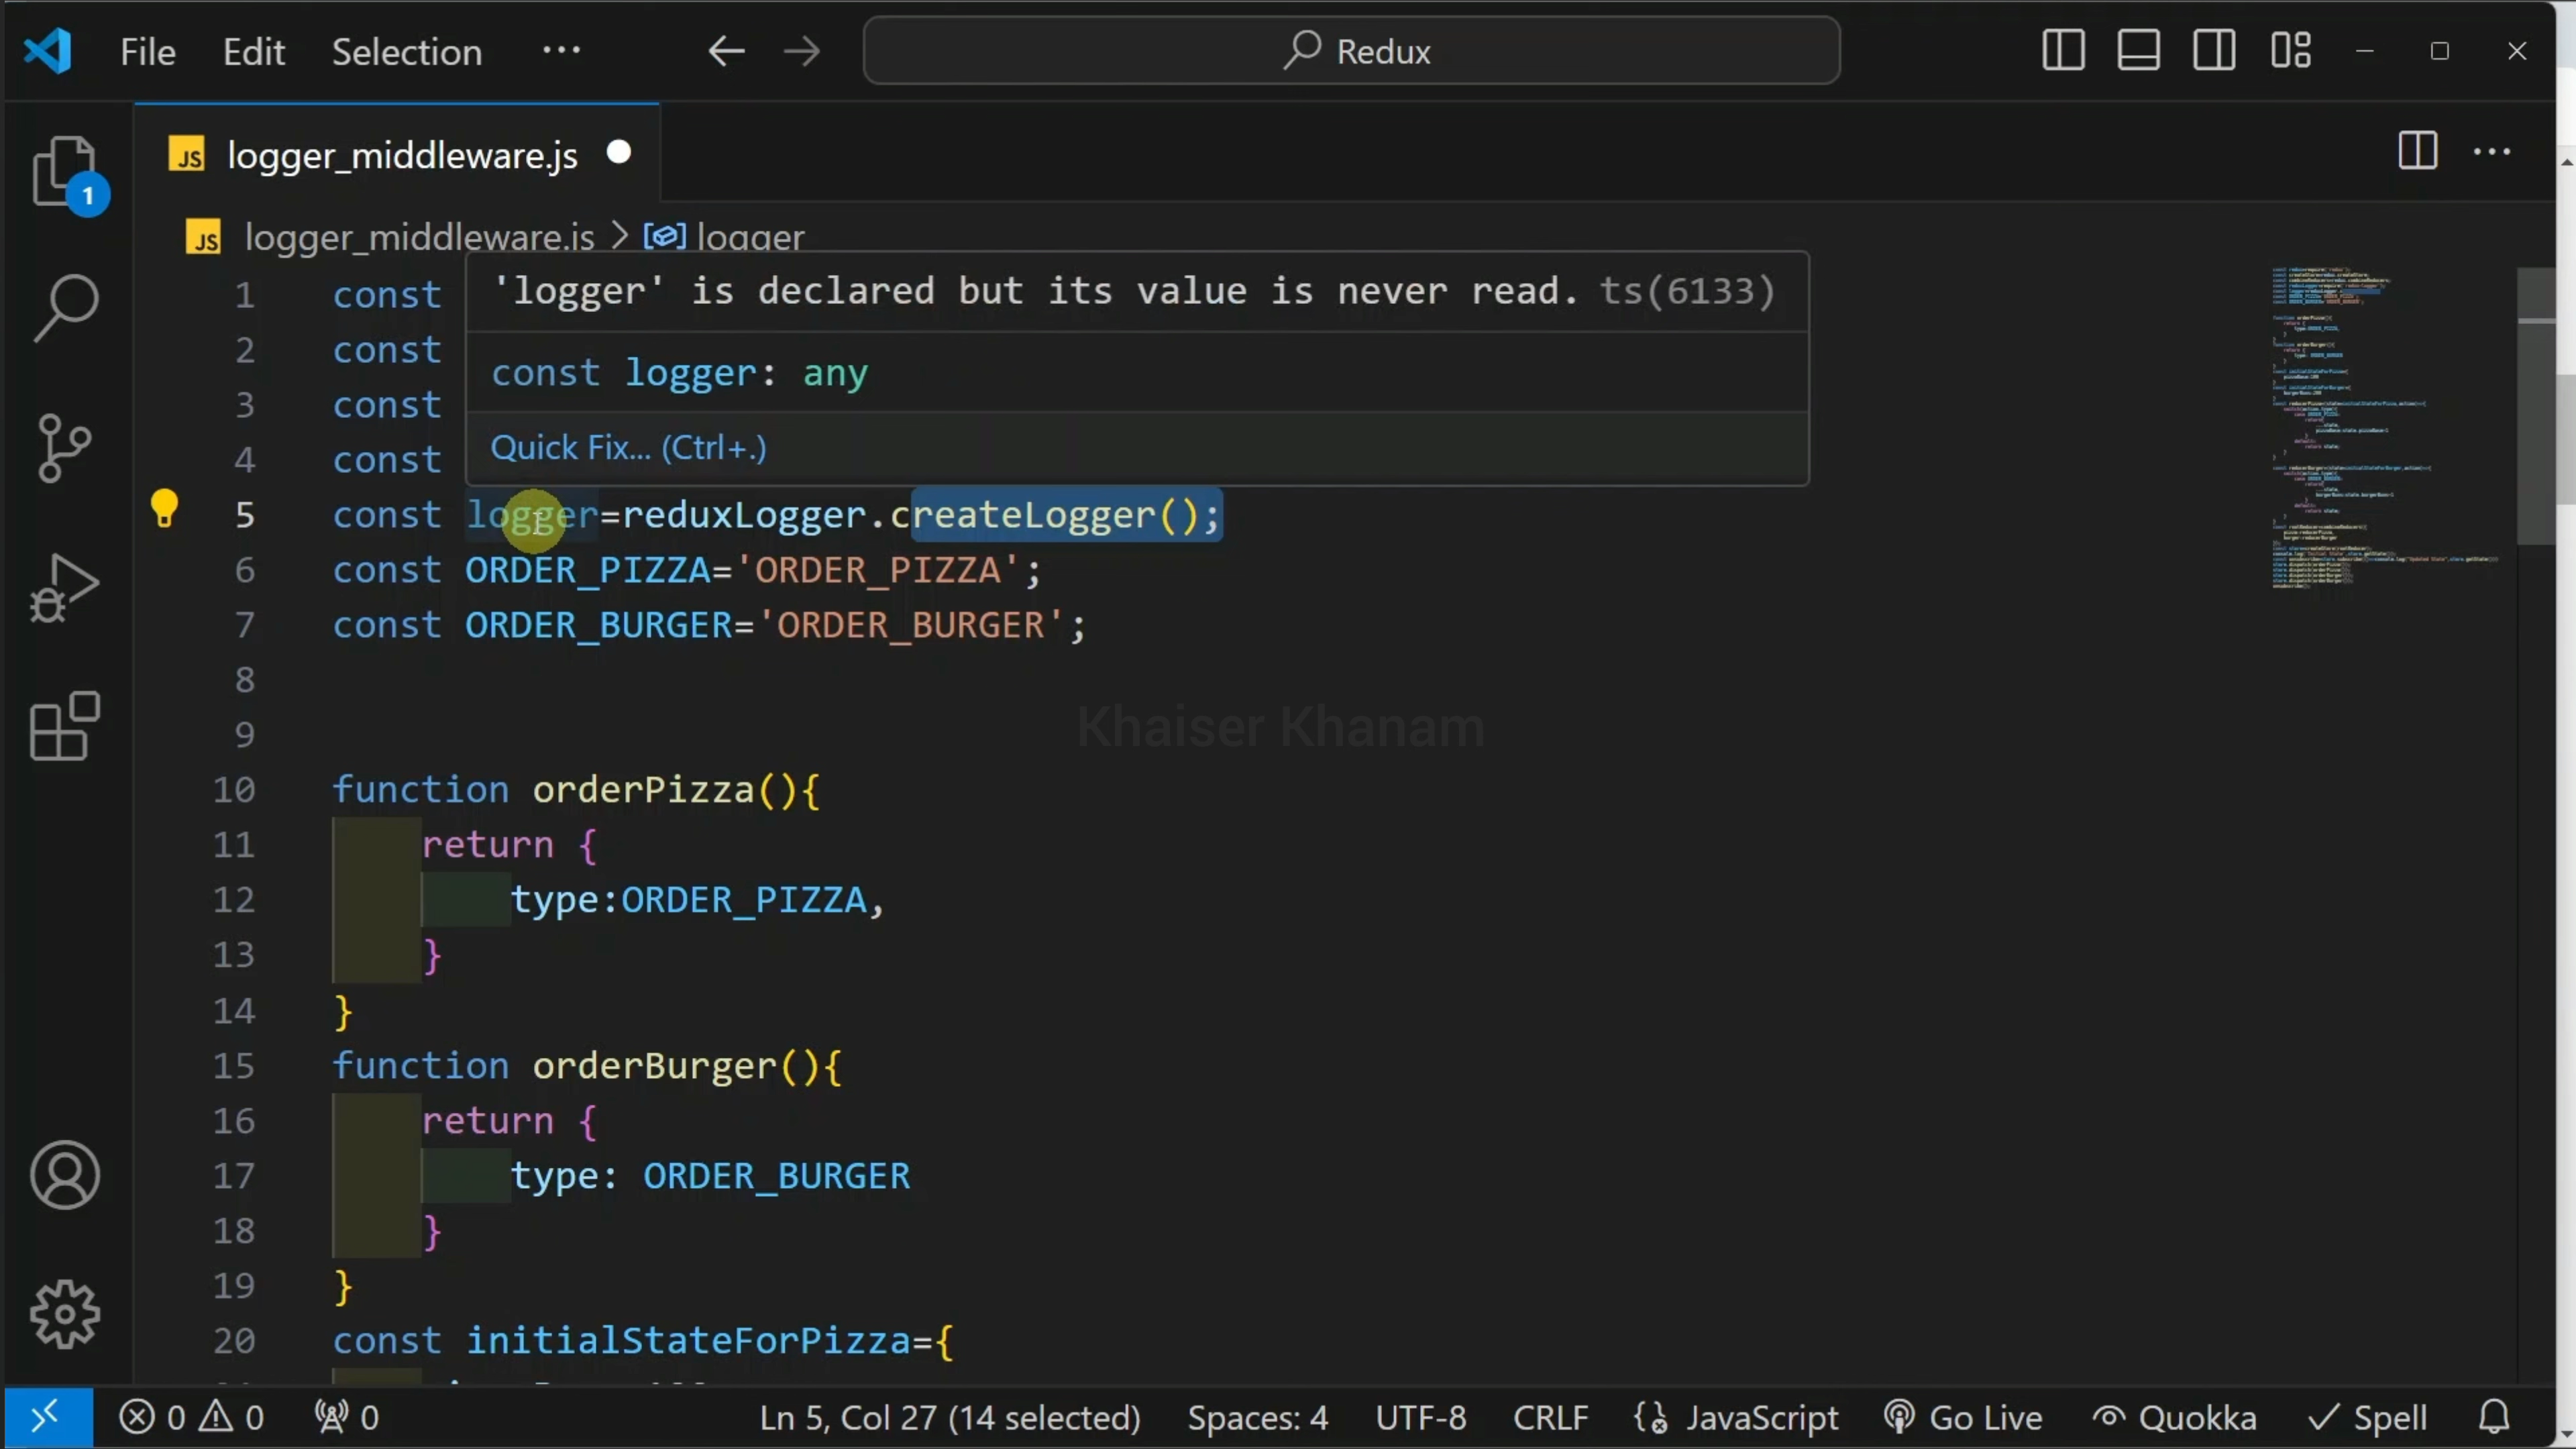 File Edit Selection ··· Redux
JS logger_middleware.js
JS logger_middleware.js > logger
1 const
'logger' is declared but its value is never read. ts(6133)
2 const
const logger: any
3 const
Quick Fix... (Ctrl+.)
4 const
5 const logger=reduxLogger.createLogger();
6 const ORDER_PIZZA='ORDER_PIZZA';
7 const ORDER_BURGER='ORDER_BURGER';
8
9
Khaiser Khanam
10 function orderPizza(){
11 return {
12 type:ORDER_PIZZA,
13 }
14 }
15 function orderBurger(){
16 return {
17 type: ORDER_BURGER
18 }
19 }
20 const initialStateForPizza={
1
0 0 0 Ln 5, Col 27 (14 selected) Spaces: 4 UTF-8 CRLF JavaScript Go Live Quokka Spell